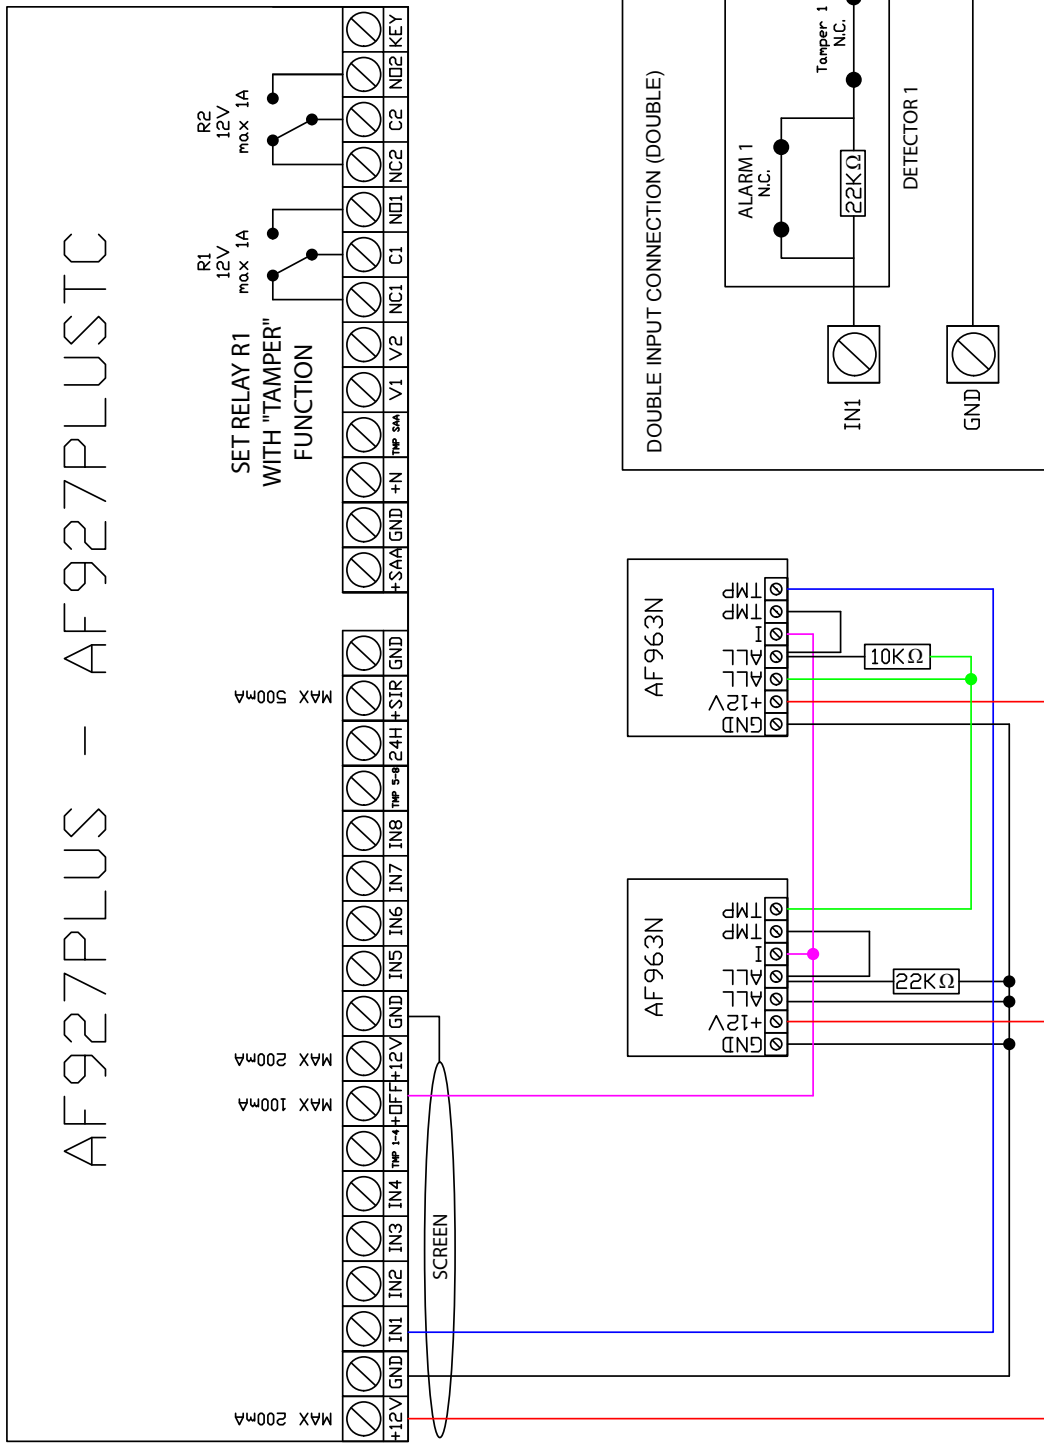 AF927PLUS - AF927PLUSTC
R2
12V
max 1A
R1
12V
max 1A
SET RELAY R1
WITH "TAMPER"
FUNCTION
MAX 500mA
MAX 200mA
MAX 100mA
MAX 200mA
+12V
GND
IN1
IN2
IN3
IN4
TMP 1-4
+OFF
+12V
GND
IN5
IN6
IN7
IN8
TMP 5-8
24H
+SIR
GND
+SAA
GND
+N
TMP SAA
V1
V2
NC1
C1
NO1
NC2
C2
NO2
KEY
SCREEN
AF963N
TMP
TMP
I
ALL
ALL
+12V
GND
22KΩ
AF963N
TMP
TMP
I
ALL
ALL
+12V
GND
10KΩ
DOUBLE INPUT CONNECTION (DOUBLE)
ALARM 1
N.C.
Tamper 1
N.C.
22KΩ
DETECTOR 1
IN1
GND